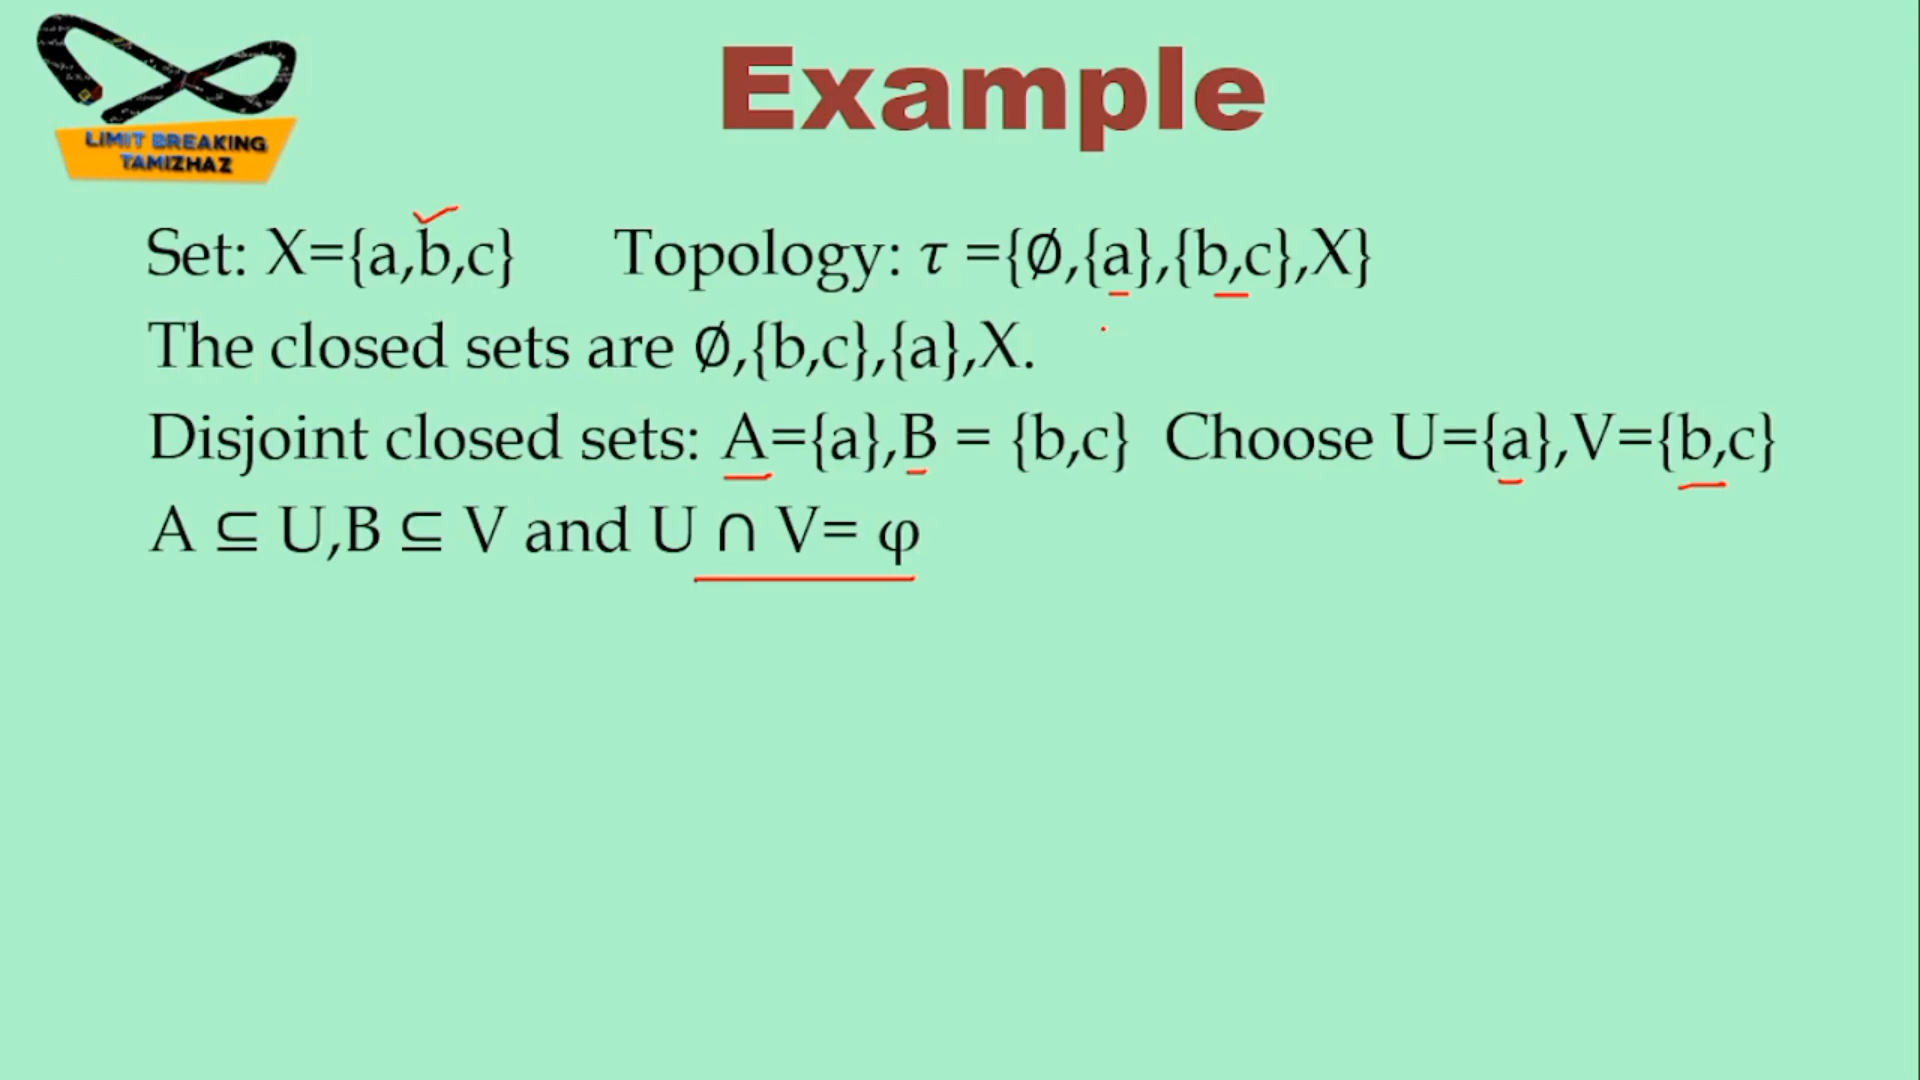 LIMIT BREAKING
TAMIZHAZ
Example
Set: X={a,b,c} Topology: τ ={∅,{a},{b,c},X}
The closed sets are ∅,{b,c},{a},X.
Disjoint closed sets: A={a},B = {b,c} Choose U={a},V={b,c}
A ⊆ U,B ⊆ V and U ∩ V= φ